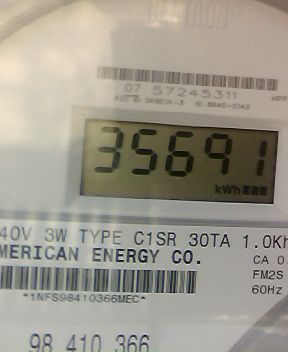 CENTRON®
07 57245311
35691
kWh
40V 3W TYPE C1SR 30TA 1.0Kh
MERICAN ENERGY CO.
CA 0
FM2S
*1NFS98410366MEC*
60Hz
98 410 366